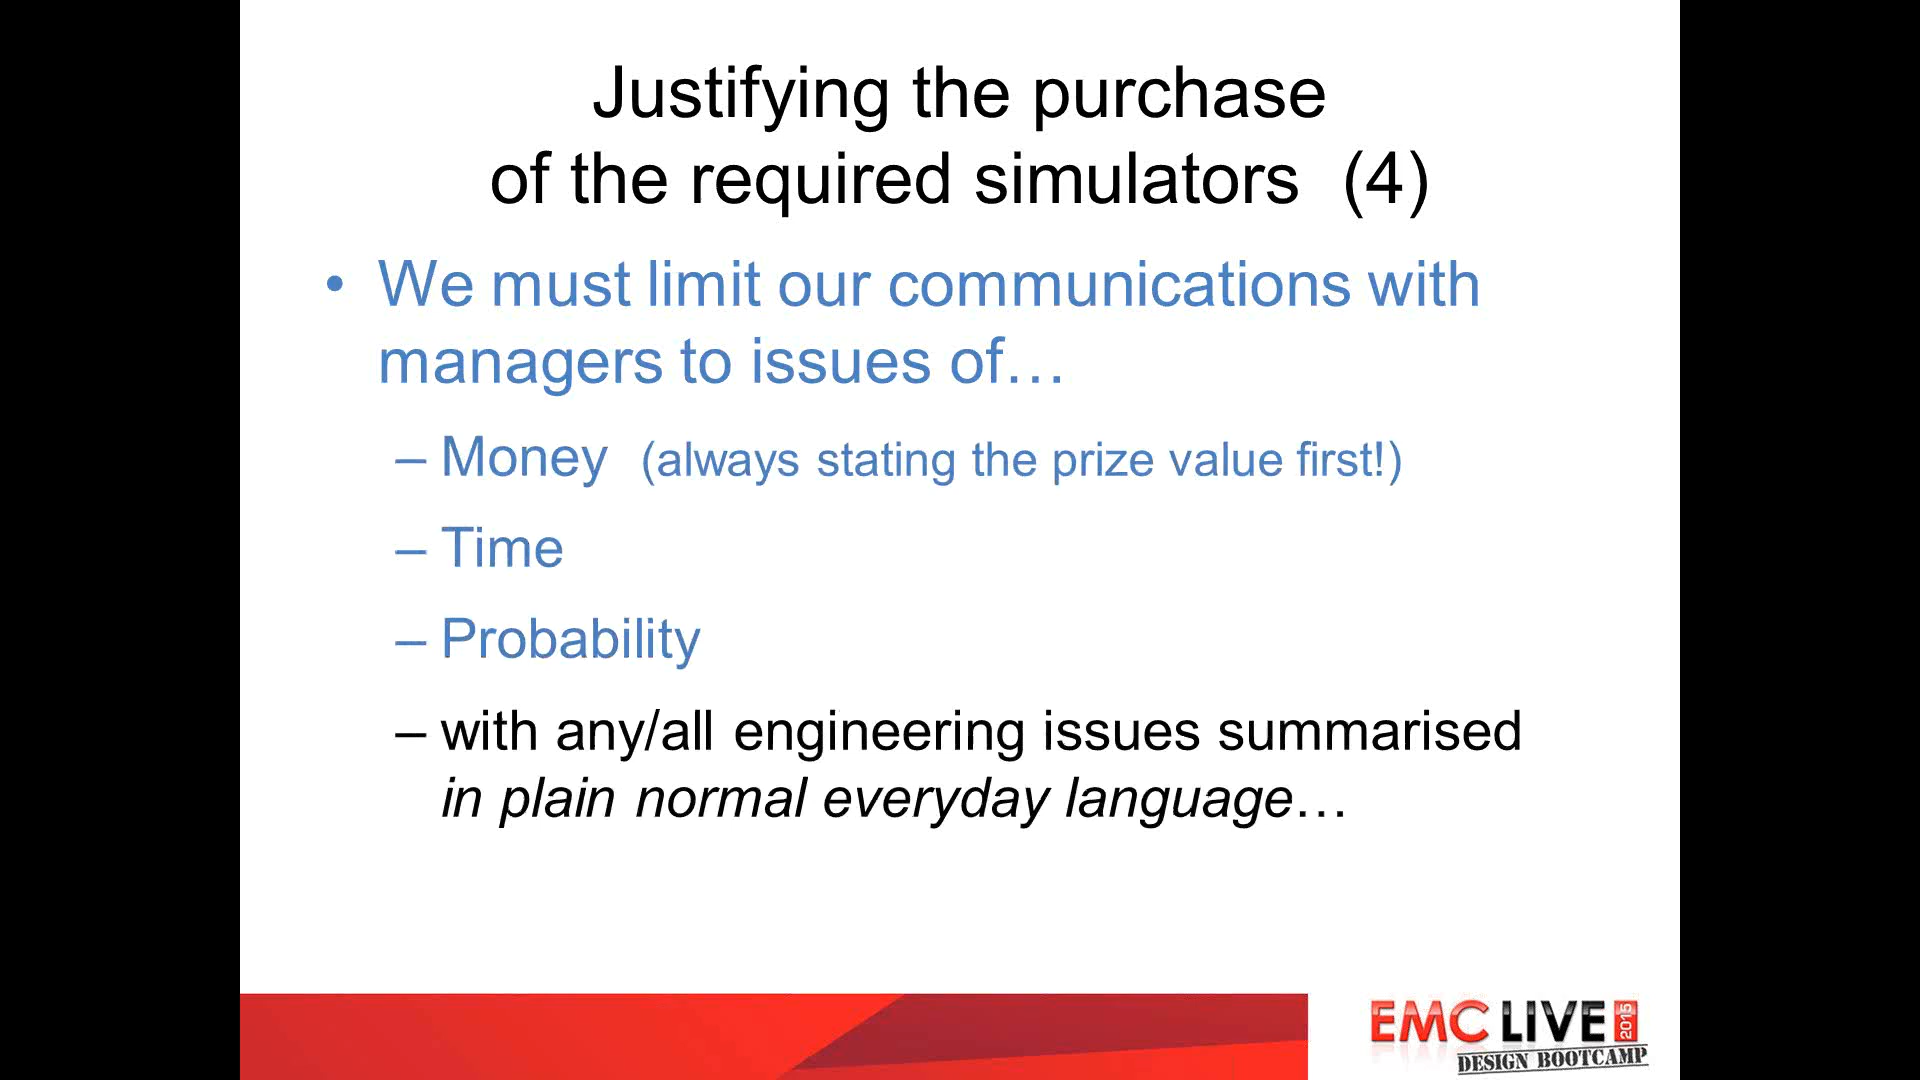 Justifying the purchase
of the required simulators (4)
• We must limit our communications with
managers to issues of…
– Money (always stating the prize value first!)
– Time
– Probability
– with any/all engineering issues summarised
in plain normal everyday language…
EMC LIVE 2015
DESIGN BOOTCAMP